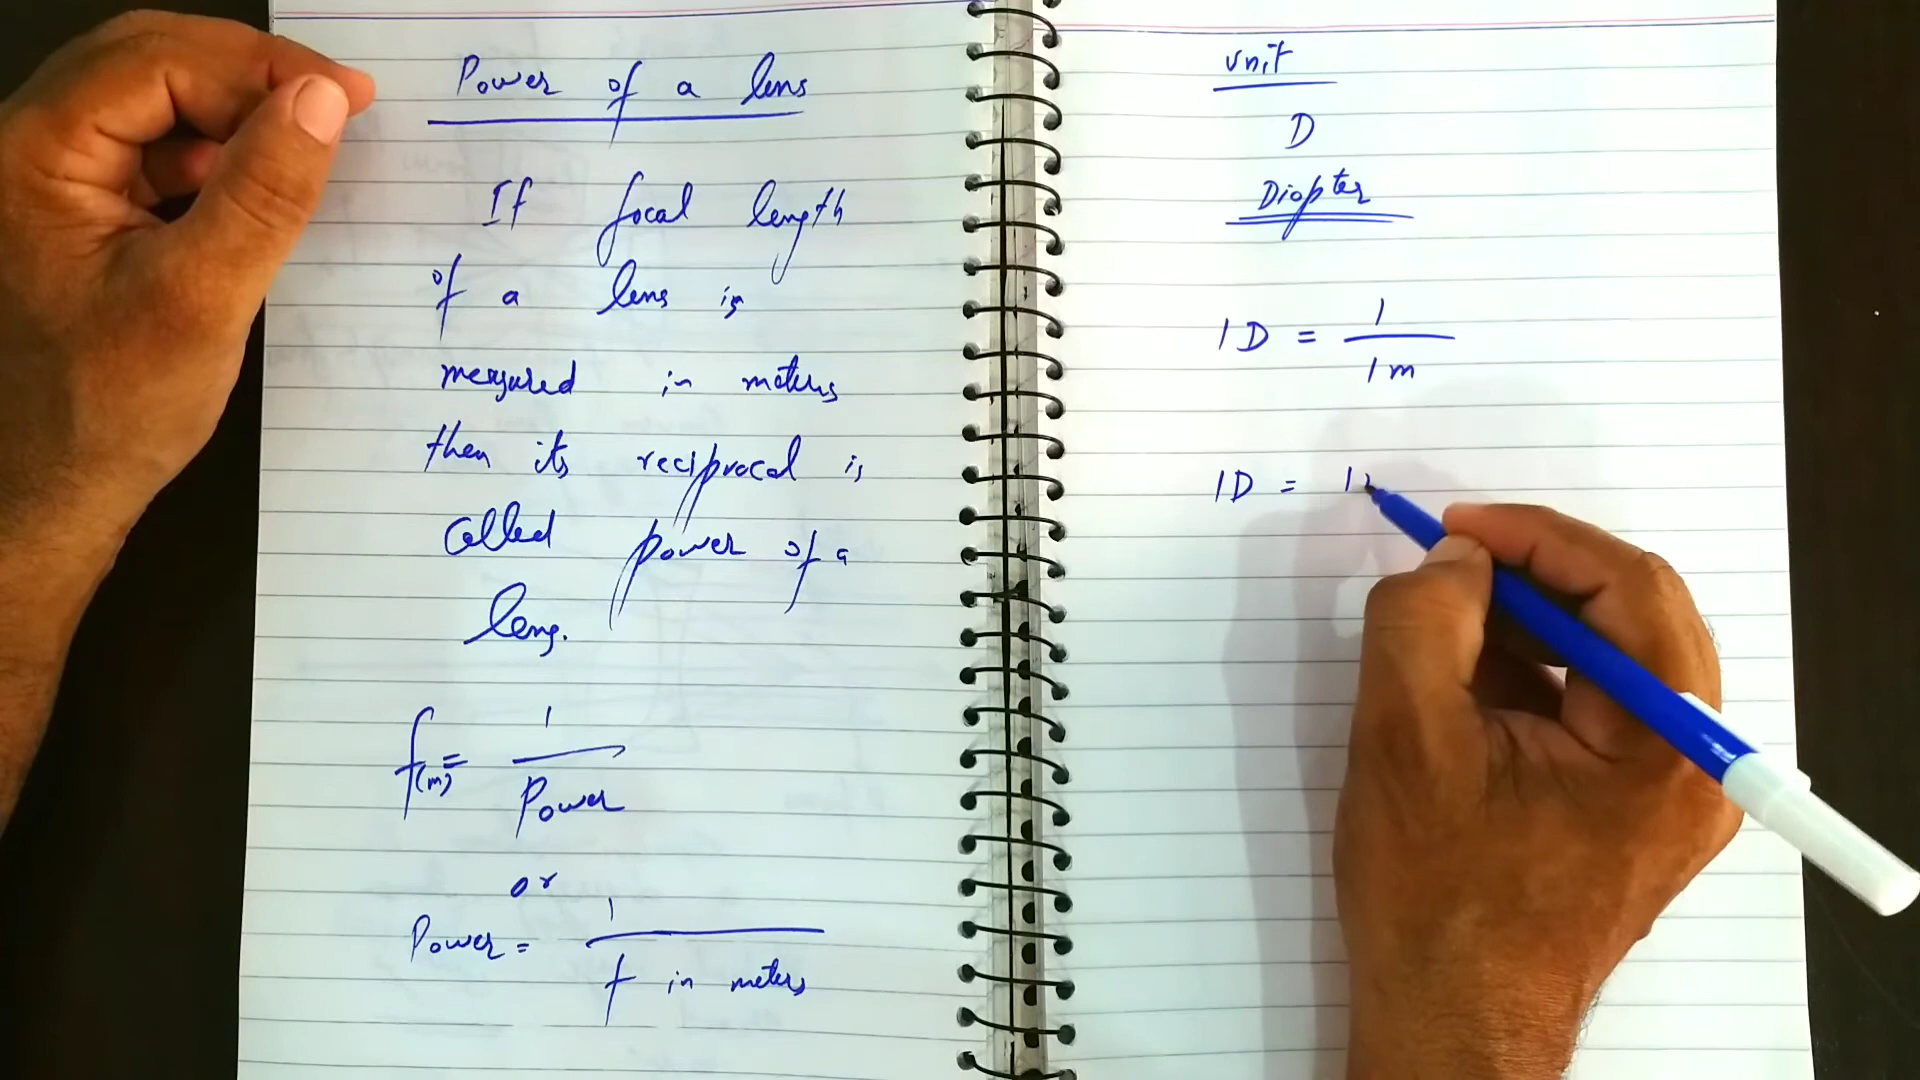 Power of a lens
If focal length
of a lens is
measured in meters
then its reciprocal is
Called power of a
lens.
f(m) = 1
Power
or
Power = 1
f in meters
Unit
D
Diopter
1D = 1
1m
1D = 1